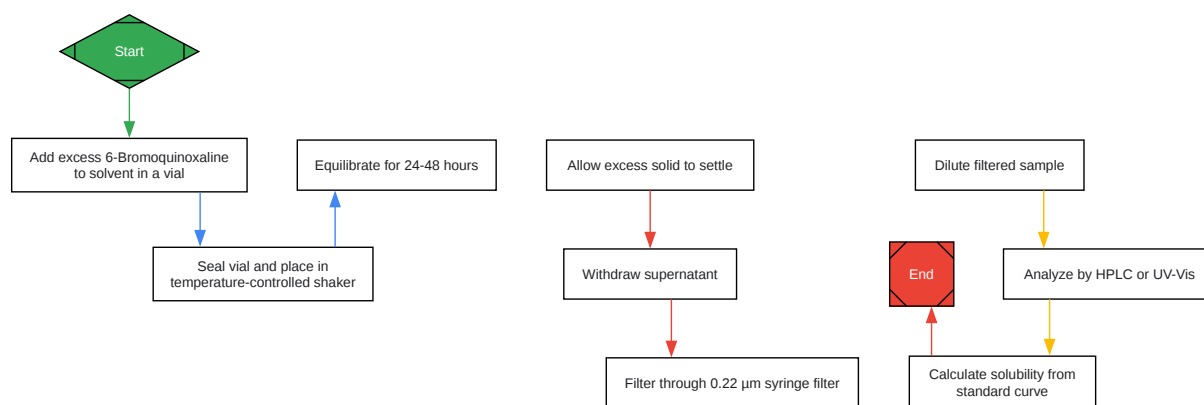 Start
Add excess 6-Bromoquinoxaline
to solvent in a vial
Seal vial and place in
temperature-controlled shaker
Equilibrate for 24-48 hours
Allow excess solid to settle
Withdraw supernatant
Filter through 0.22 µm syringe filter
Dilute filtered sample
Analyze by HPLC or UV-Vis
Calculate solubility from
standard curve
End